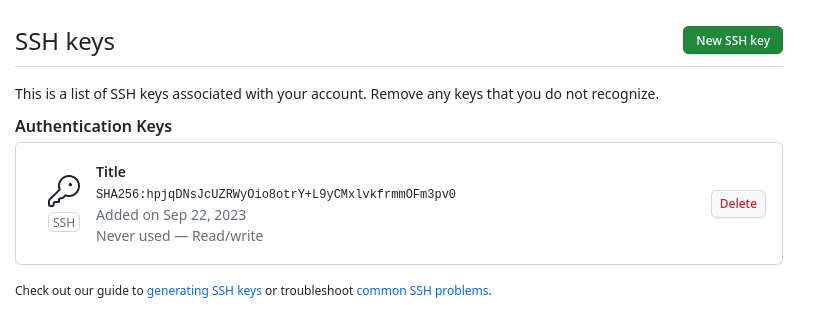 SSH keys
New SSH key
This is a list of SSH keys associated with your account. Remove any keys that you do not recognize.
Authentication Keys
Title
SHA256:hpjqDNsJcUZRWyOio8otrY+L9yCMxlvkfrmmOFm3pv0
Added on Sep 22, 2023
Never used — Read/write
SSH
Delete
Check out our guide to generating SSH keys or troubleshoot common SSH problems.